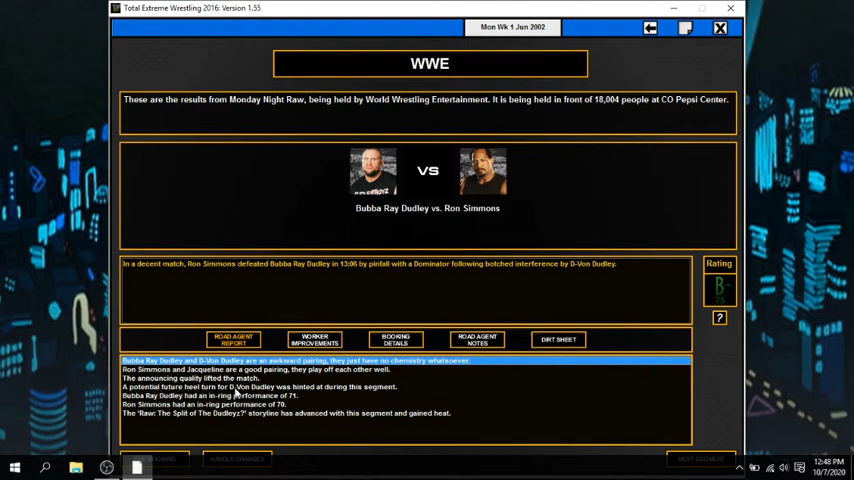 Total Extreme Wrestling 2016: Version 1.55
Mon Wk 1 Jun 2002
WWE
These are the results from Monday Night Raw, being held by World Wrestling Entertainment. It is being held in front of 18,004 people at CO Pepsi Center.
VS
Bubba Ray Dudley vs. Ron Simmons
In a decent match, Ron Simmons defeated Bubba Ray Dudley in 13:06 by pinfall with a Dominator following botched interference by D-Von Dudley.
Rating
B-
75
?
ROAD AGENT REPORT
WORKER IMPROVEMENTS
BOOKING DETAILS
ROAD AGENT NOTES
DIRT SHEET
Bubba Ray Dudley and D-Von Dudley are an awkward pairing, they just have no chemistry whatsoever.
Ron Simmons and Jacqueline are a good pairing, they play off each other well.
The announcing quality lifted the match.
A potential future heel turn for D-Von Dudley was hinted at during this segment.
Bubba Ray Dudley had an in-ring performance of 71.
Ron Simmons had an in-ring performance of 70.
The 'Raw: The Split of The Dudleyz?' storyline has advanced with this segment and gained heat.
HANDLE CHANGES
NEXT SEGMENT
12:48 PM
10/7/2020